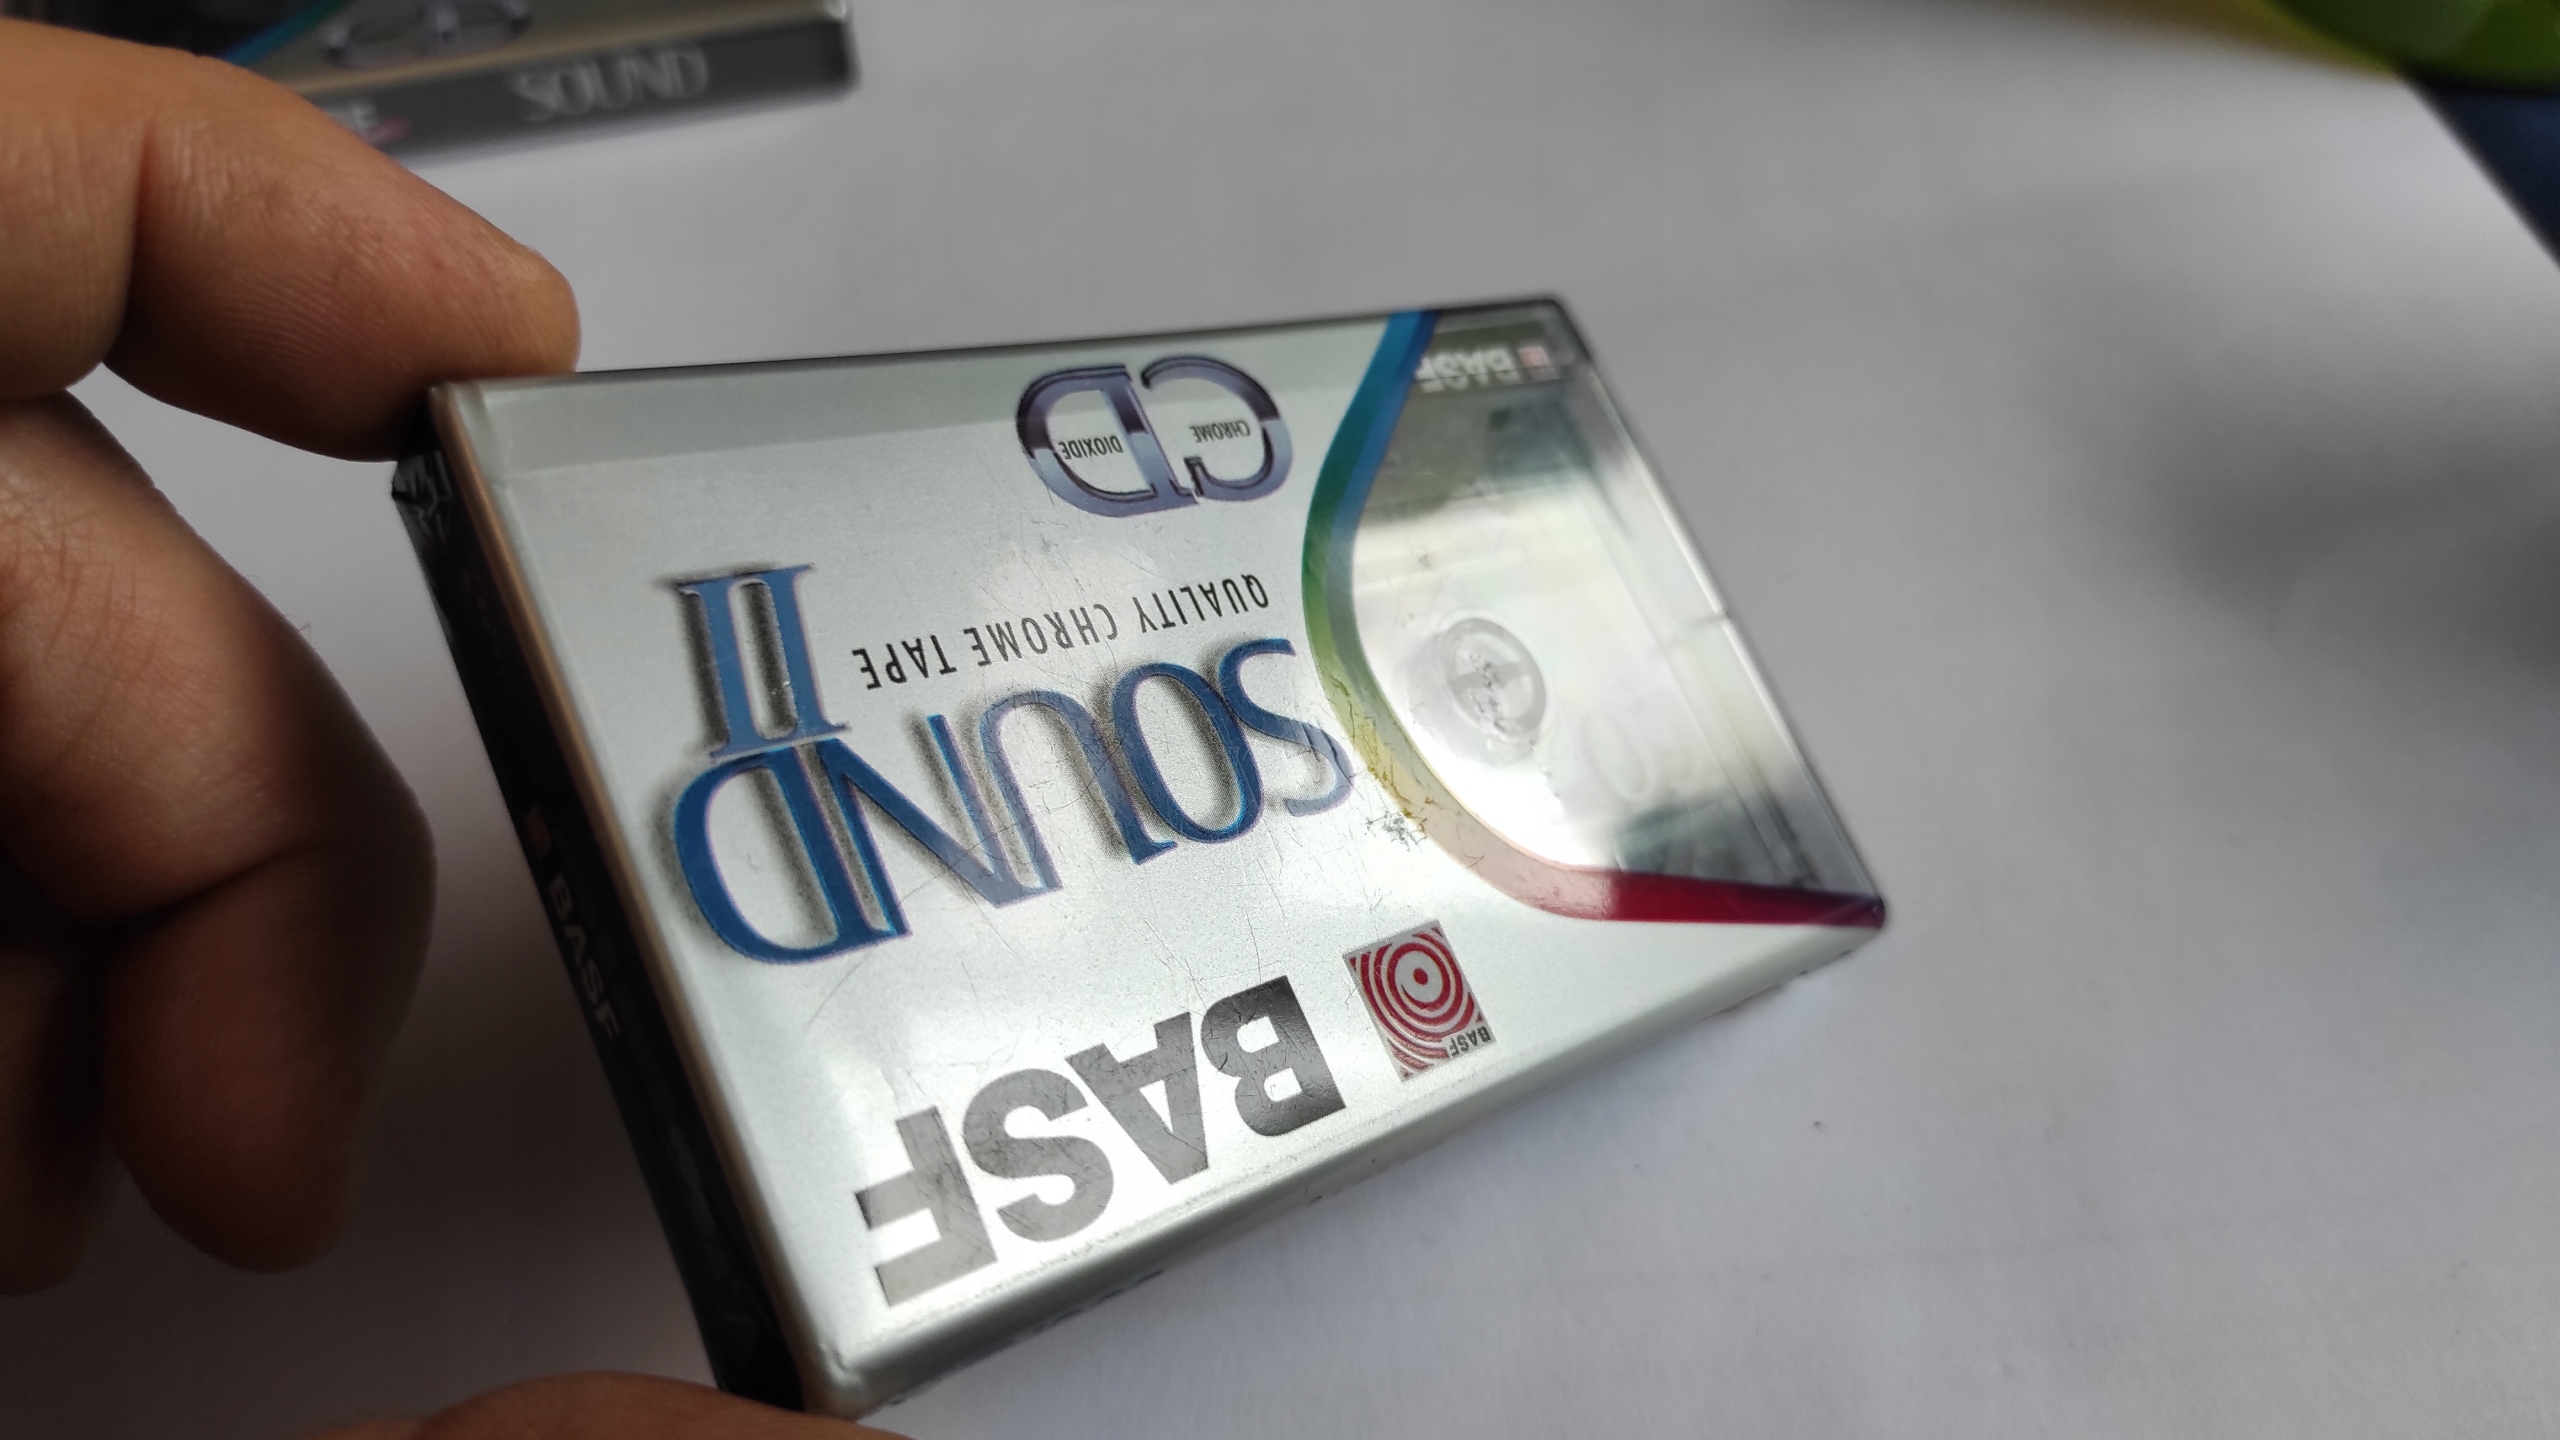 BASF
BASF
SOUND
II
QUALITY CHROME TAPE
CD
CHROME
DIOXIDE
BASF
BASF
SOUND